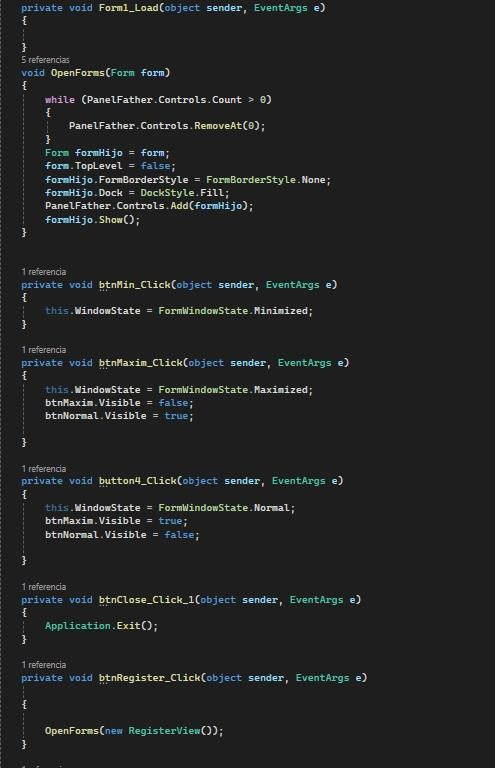 private void Form1_Load(object sender, EventArgs e)
{
}
5 referencias
void OpenForms(Form form)
{
while (PanelFather.Controls.Count > 0)
{
PanelFather.Controls.RemoveAt(0);
}
Form formHijo = form;
form.TopLevel = false;
formHijo.FormBorderStyle = FormBorderStyle.None;
formHijo.Dock = DockStyle.Fill;
PanelFather.Controls.Add(formHijo);
formHijo.Show();
}
1 referencia
private void btnMin_Click(object sender, EventArgs e)
{
this.WindowState = FormWindowState.Minimized;
}
1 referencia
private void btnMaxim_Click(object sender, EventArgs e)
{
this.WindowState = FormWindowState.Maximized;
btnMaxim.Visible = false;
btnNormal.Visible = true;
}
1 referencia
private void button4_Click(object sender, EventArgs e)
{
this.WindowState = FormWindowState.Normal;
btnMaxim.Visible = true;
btnNormal.Visible = false;
}
1 referencia
private void btnClose_Click_1(object sender, EventArgs e)
{
Application.Exit();
}
1 referencia
private void btnRegister_Click(object sender, EventArgs e)
{
OpenForms(new RegisterView());
}